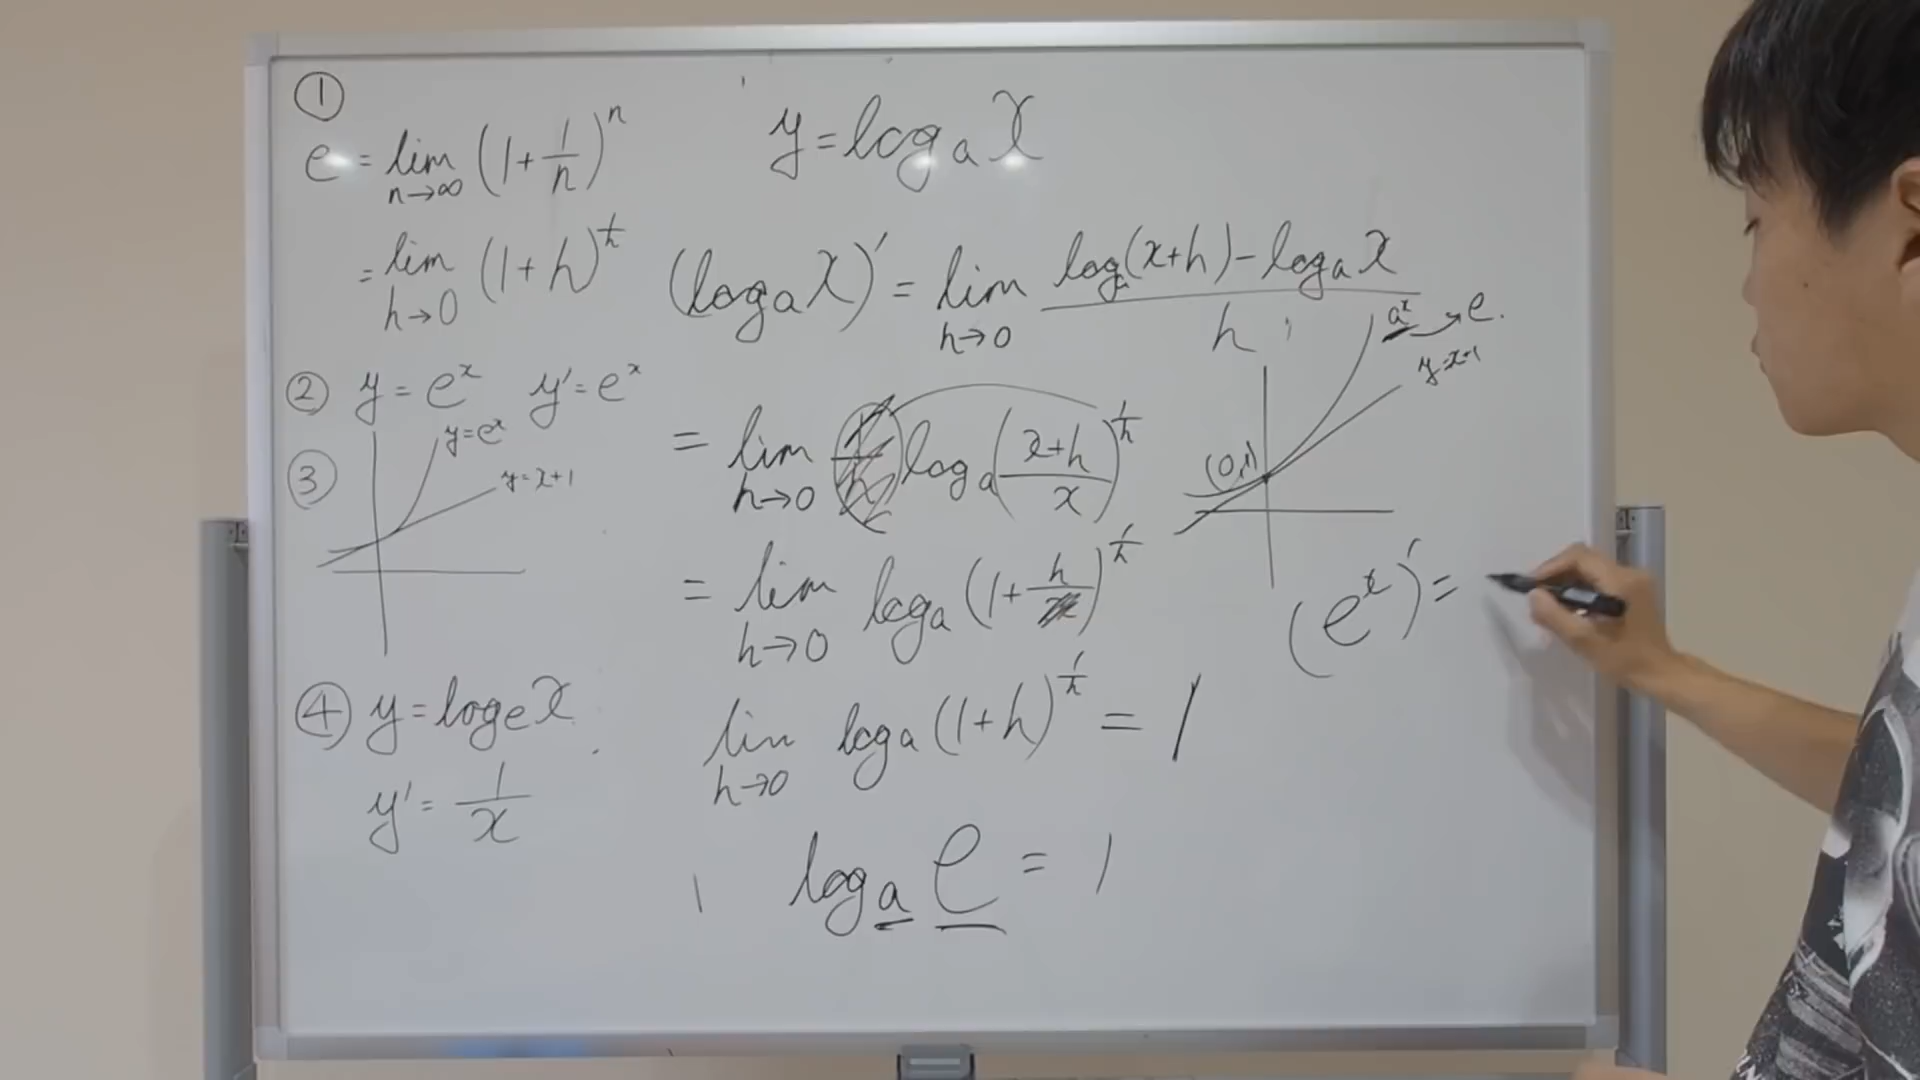 ①
e = lim n→∞ (1+1/n)^n
= lim h→0 (1+h)^1/h
② y = e^x y' = e^x
③
y=e^x
y=x+1
④ y = log_e x
y' = 1/x
y = log_a x
(log_a x)' = lim h→0 (log_a(x+h) - log_a x)/h
= lim h→0 log_a((x+h)/x)^1/h
= lim h→0 log_a(1+h/)^1/h
lim h→0 log_a(1+h)^1/h = 1
log_a e = 1
a^x → e.
y=x+1
(0,1)
(e^x)' =